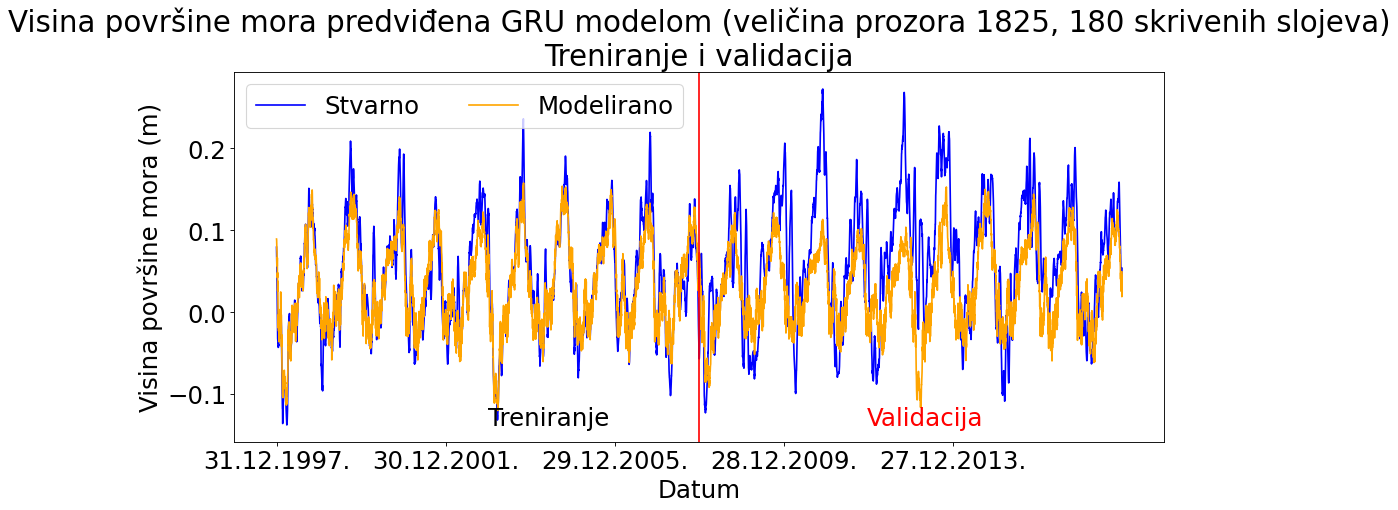 Visina površine mora predviđena GRU modelom (veličina prozora 1825, 180 skrivenih slojeva)
Treniranje i validacija
Stvarno
Modelirano
Visina površine mora (m)
0.2
0.1
0.0
−0.1
Treniranje
Validacija
31.12.1997.
30.12.2001.
29.12.2005.
28.12.2009.
27.12.2013.
Datum